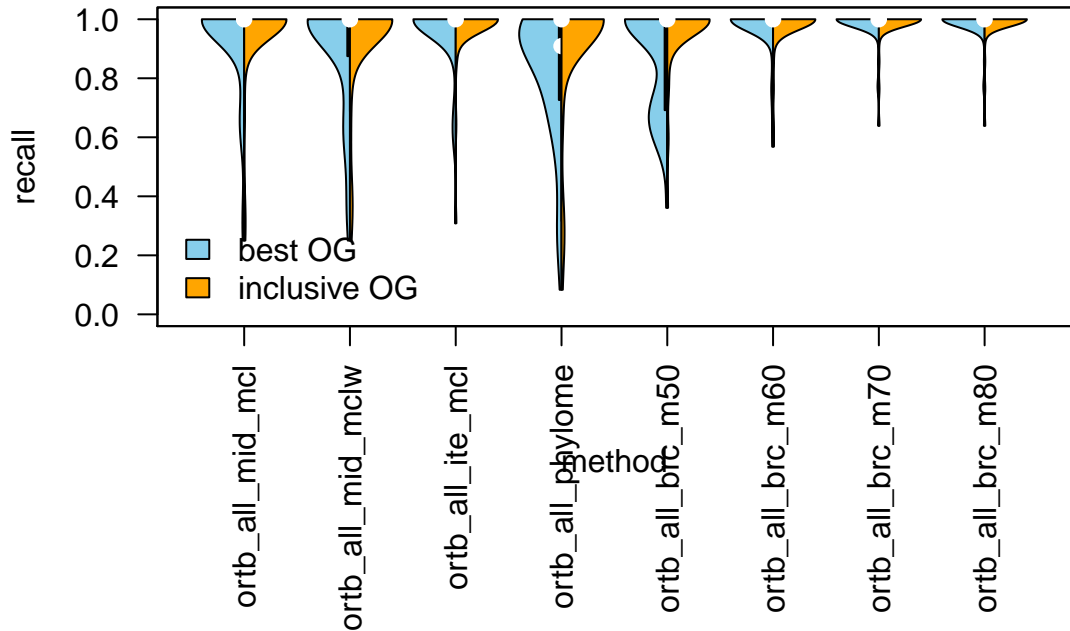 recall
1.0
0.8
0.6
0.4
0.2
0.0
best OG
inclusive OG
ortb_all_mid_mcl
ortb_all_mid_mclw
ortb_all_ite_mcl
ortb_all_phylome
ortb_all_brc_m50
ortb_all_brc_m60
ortb_all_brc_m70
ortb_all_brc_m80
method